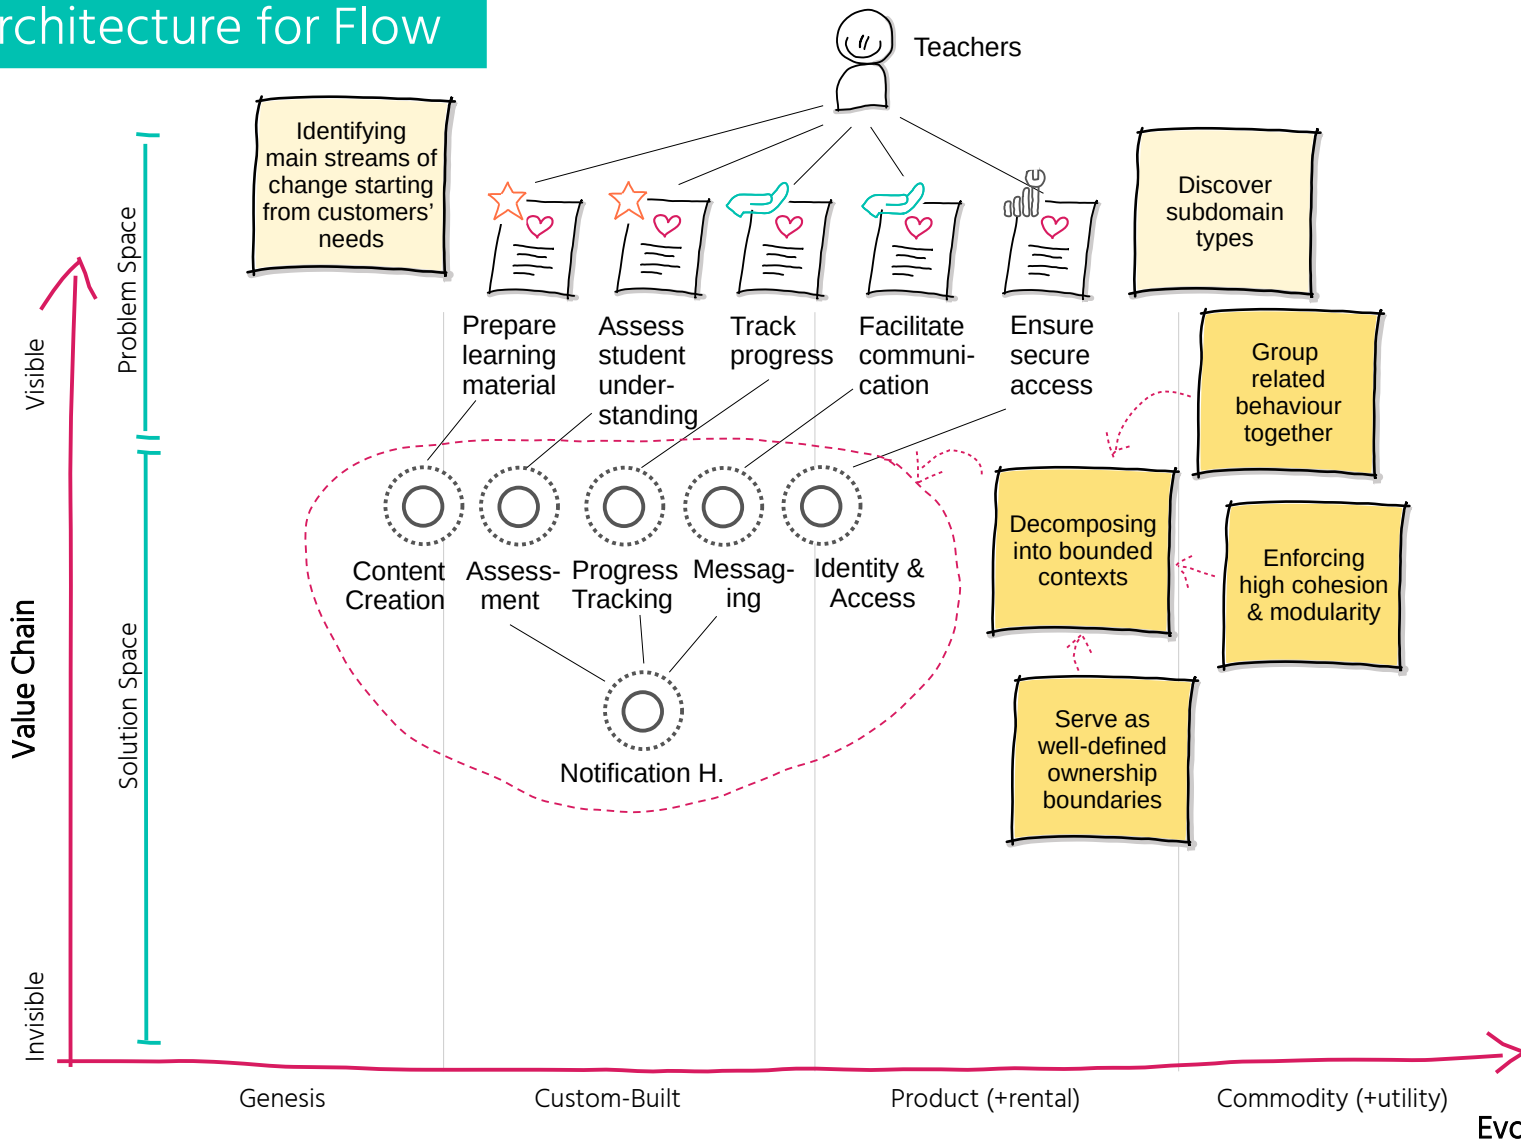 rchitecture for Flow
Teachers
Identifying
main streams of
change starting
from customers’
needs
Discover
subdomain
types
Problem Space
Visible
Prepare
learning
material
Assess
student
under-
standing
Track
progress
Facilitate
communi-
cation
Ensure
secure
access
Group
related
behaviour
together
Decomposing
into bounded
contexts
Enforcing
high cohesion
& modularity
Content
Creation
Assess-
ment
Progress
Tracking
Messag-
ing
Identity &
Access
Value Chain
Solution Space
Serve as
well-defined
ownership
boundaries
Notification H.
Invisible
Genesis
Custom-Built
Product (+rental)
Commodity (+utility)
Evo